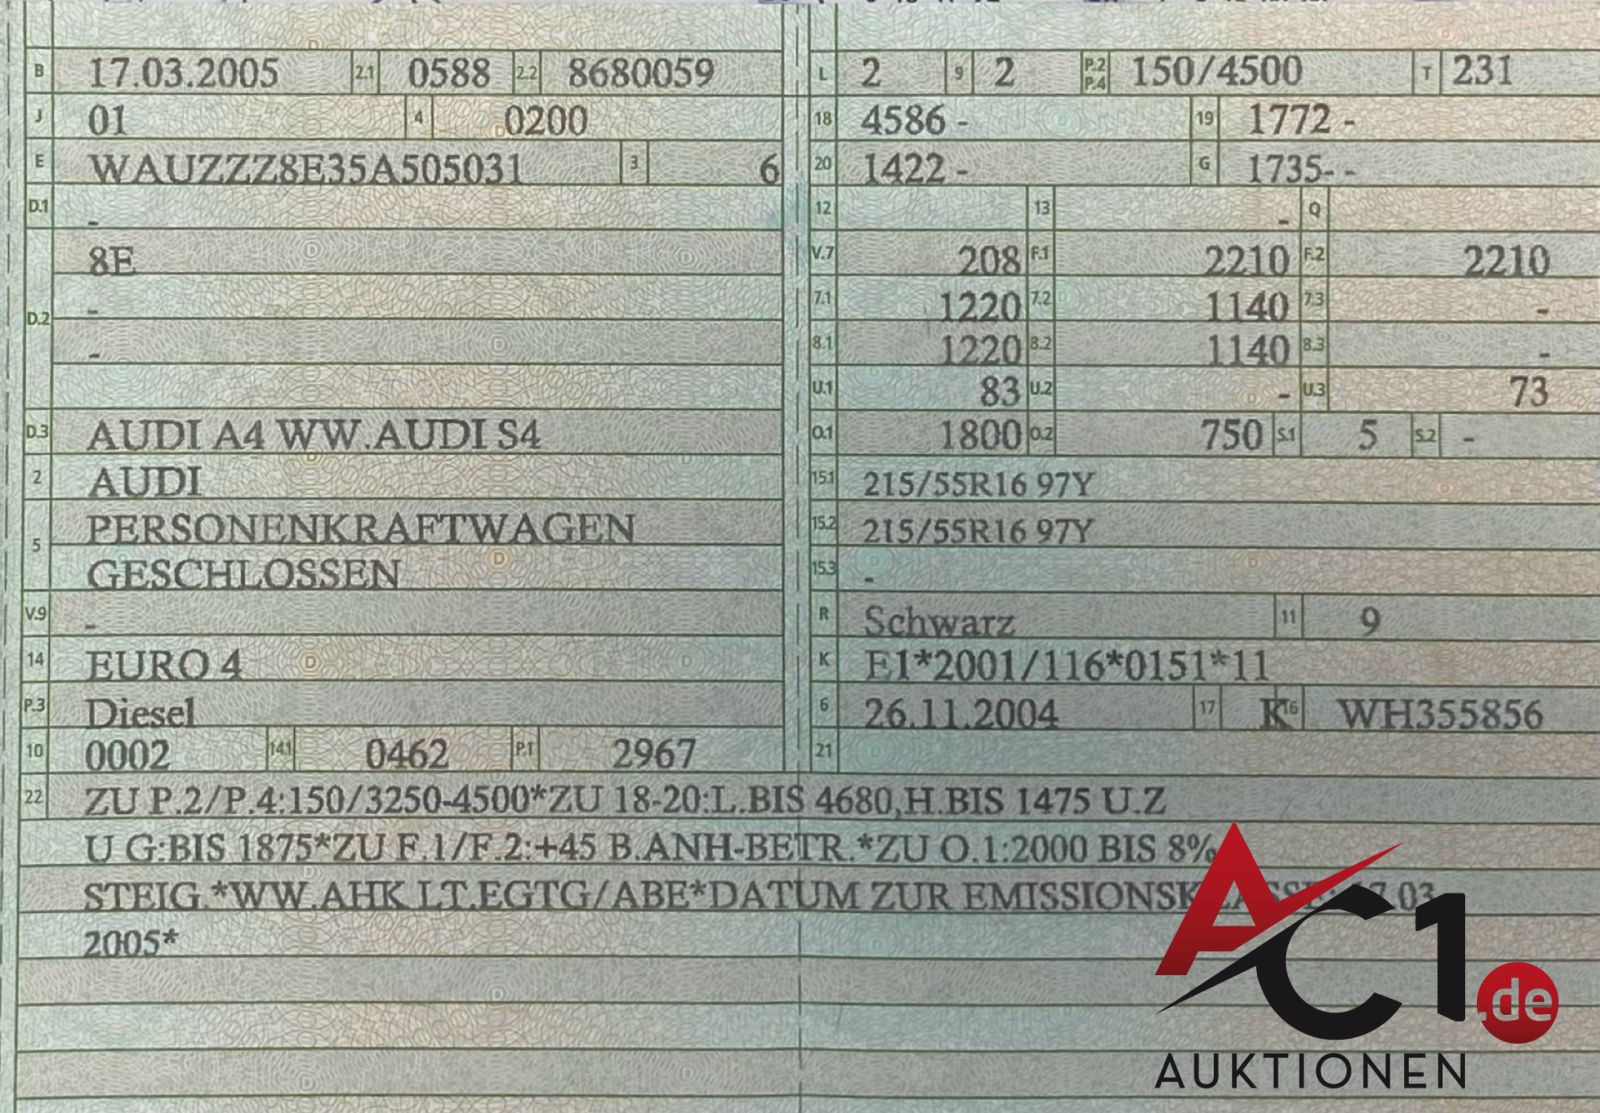 B 17.03.2005 2.1 0588 2.2 8680059
J 01 4 0200
E WAUZZZ8E35A505031 3 6
D.1 -
8E
D.2 -
-
D.3 AUDI A4 WW.AUDI S4
2 AUDI
5 PERSONENKRAFTWAGEN
GESCHLOSSEN
V.9 -
14 EURO 4
P.3 Diesel
10 0002 14.1 0462 P.1 2967
L 2 9 2 P.2 P.4 150/4500 T 231
18 4586 - 19 1772 -
20 1422 - G 1735- -
12 13 - Q
V.7 208 F.1 2210 F.2 2210
7.1 1220 7.2 1140 7.3 -
8.1 1220 8.2 1140 8.3 -
U.1 83 U.2 - U.3 73
O.1 1800 O.2 750 S.1 5 S.2 -
15.1 215/55R16 97Y
15.2 215/55R16 97Y
15.3 -
R Schwarz 11 9
K E1*2001/116*0151*11
6 26.11.2004 17 K 16 WH355856
21
22 ZU P.2/P.4:150/3250-4500*ZU 18-20:L.BIS 4680,H.BIS 1475 U.Z
U G:BIS 1875*ZU F.1/F.2:+45 B.ANH-BETR.*ZU O.1:2000 BIS 8%
STEIG.*WW.AHK LT.EGTG/ABE*DATUM ZUR
2005*
AC1.de
AUKTIONEN